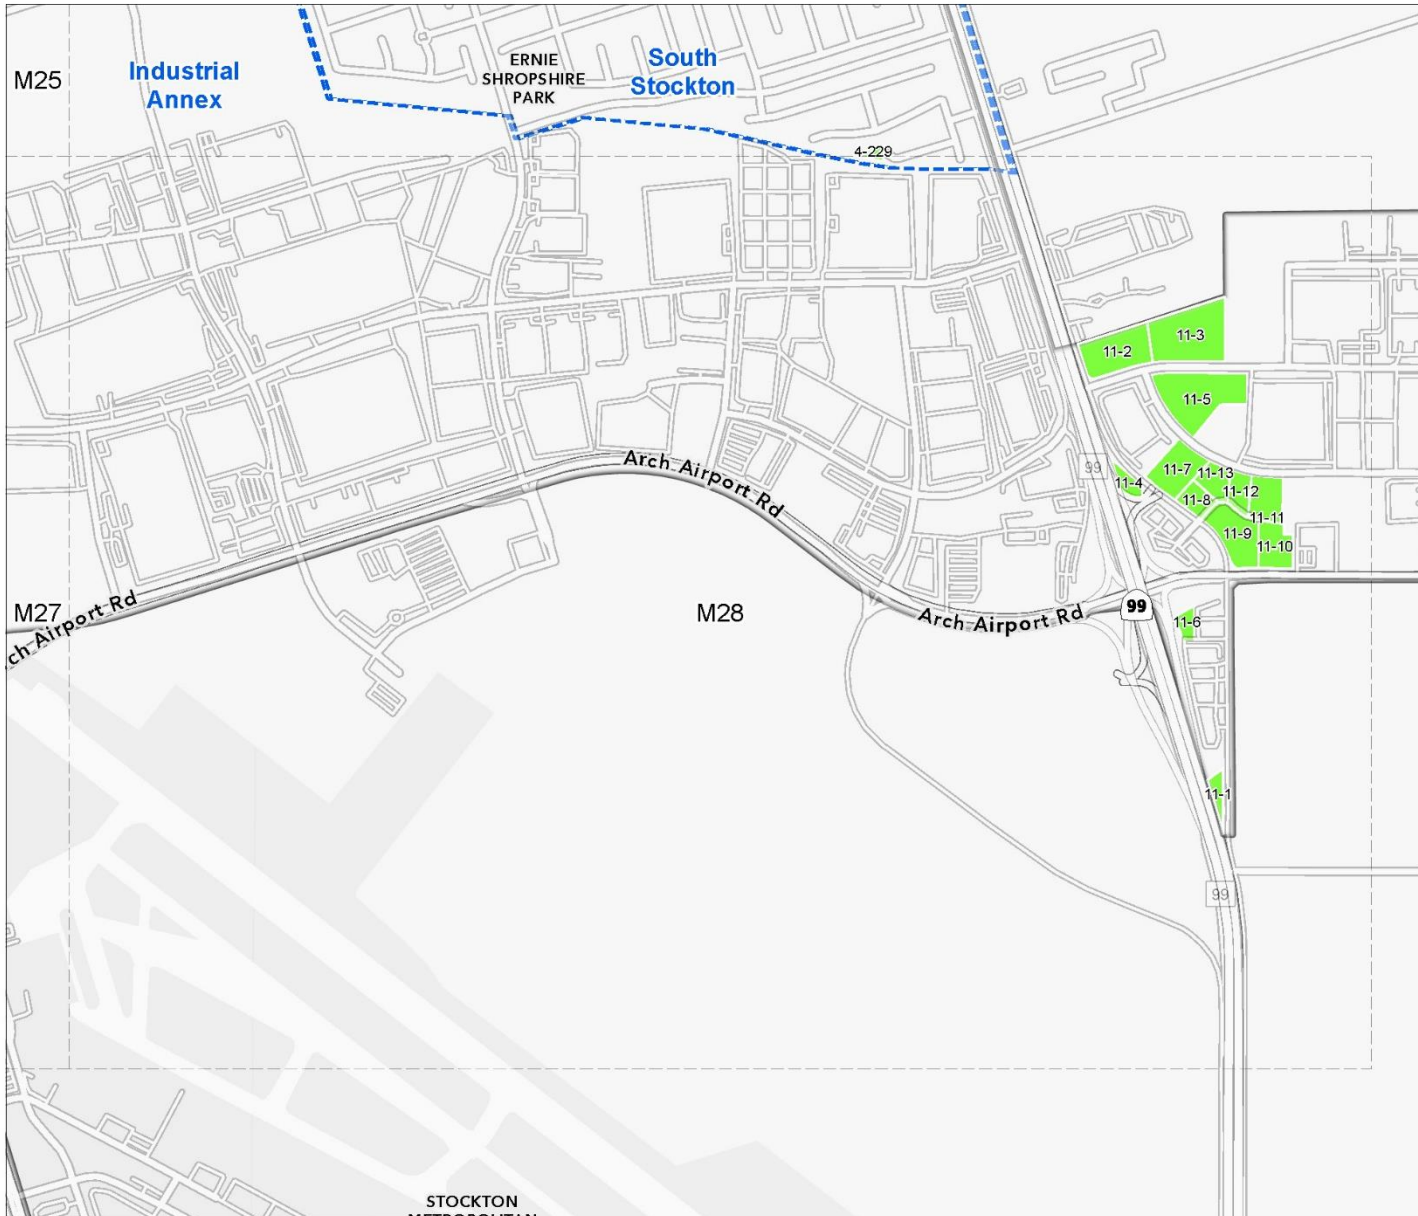 M25
Industrial
Annex
ERNIE
SHROPSHIRE
PARK
South
Stockton
4-229
11-3
11-2
11-5
Arch Airport Rd
99
11-7
11-13
11-4
11-12
11-8
11-11
11-9
11-10
M27
ch Airport Rd
M28
Arch Airport Rd
99
11-6
11-1
99
STOCKTON
METROPOLITAN